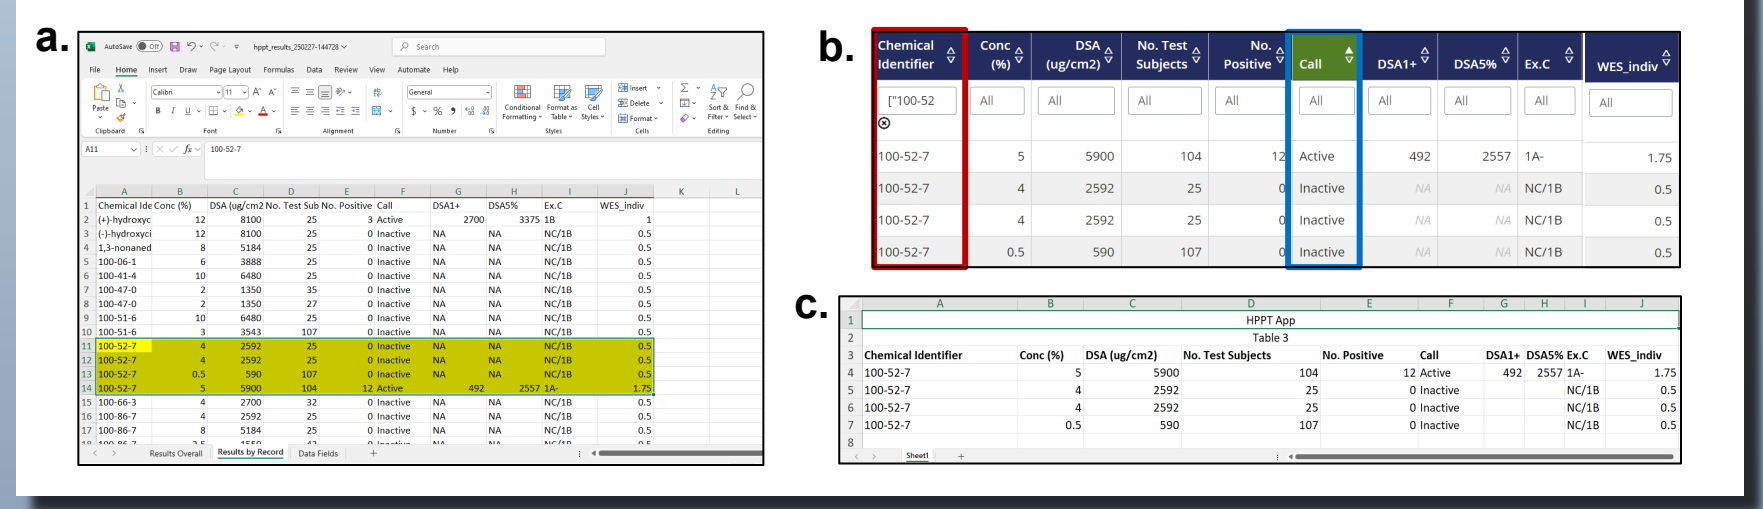 a.
AutoSave Off hppt_results_250227-144728 Search
File Home Insert Draw Page Layout Formulas Data Review View Automate Help
Calibri 11 A A General Insert Σ
Paste B I U A $ % 9 Conditional Format as Cell Delete Sort & Find &
Formatting Table Styles Format Filter Select
Clipboard Font Alignment Number Styles Cells Editing
A11 fx 100-52-7
A B C D E F G H I J K L
1 Chemical Ide Conc (%) DSA (ug/cm2 No. Test Sub No. Positive Call DSA1+ DSA5% Ex.C WES_indiv
2 (+)-hydroxyc 12 8100 25 3 Active 2700 3375 1B 1
3 (-)-hydroxyci 12 8100 25 0 Inactive NA NA NC/1B 0.5
4 1,3-nonaned 8 5184 25 0 Inactive NA NA NC/1B 0.5
5 100-06-1 6 3888 25 0 Inactive NA NA NC/1B 0.5
6 100-41-4 10 6480 25 0 Inactive NA NA NC/1B 0.5
7 100-47-0 2 1350 35 0 Inactive NA NA NC/1B 0.5
8 100-47-0 2 1350 27 0 Inactive NA NA NC/1B 0.5
9 100-51-6 10 6480 25 0 Inactive NA NA NC/1B 0.5
10 100-51-6 3 3543 107 0 Inactive NA NA NC/1B 0.5
11 100-52-7 4 2592 25 0 Inactive NA NA NC/1B 0.5
12 100-52-7 4 2592 25 0 Inactive NA NA NC/1B 0.5
13 100-52-7 0.5 590 107 0 Inactive NA NA NC/1B 0.5
14 100-52-7 5 5900 104 12 Active 492 2557 1A- 1.75
15 100-66-3 4 2700 32 0 Inactive NA NA NC/1B 0.5
16 100-86-7 4 2592 25 0 Inactive NA NA NC/1B 0.5
17 100-86-7 8 5184 25 0 Inactive NA NA NC/1B 0.5
Results Overall Results by Record Data Fields +
b.
Chemical Identifier Conc (%) DSA (ug/cm2) No. Test Subjects No. Positive Call DSA1+ DSA5% Ex.C WES_indiv
["100-52 All All All All All All All All All
100-52-7 5 5900 104 12 Active 492 2557 1A- 1.75
100-52-7 4 2592 25 0 Inactive NA NA NC/1B 0.5
100-52-7 4 2592 25 0 Inactive NA NA NC/1B 0.5
100-52-7 0.5 590 107 0 Inactive NA NA NC/1B 0.5
c.
A B C D E F G H I J
1 HPPT App
2 Table 3
3 Chemical Identifier Conc (%) DSA (ug/cm2) No. Test Subjects No. Positive Call DSA1+ DSA5% Ex.C WES_indiv
4 100-52-7 5 5900 104 12 Active 492 2557 1A- 1.75
5 100-52-7 4 2592 25 0 Inactive NC/1B 0.5
6 100-52-7 4 2592 25 0 Inactive NC/1B 0.5
7 100-52-7 0.5 590 107 0 Inactive NC/1B 0.5
8
Sheet1 +